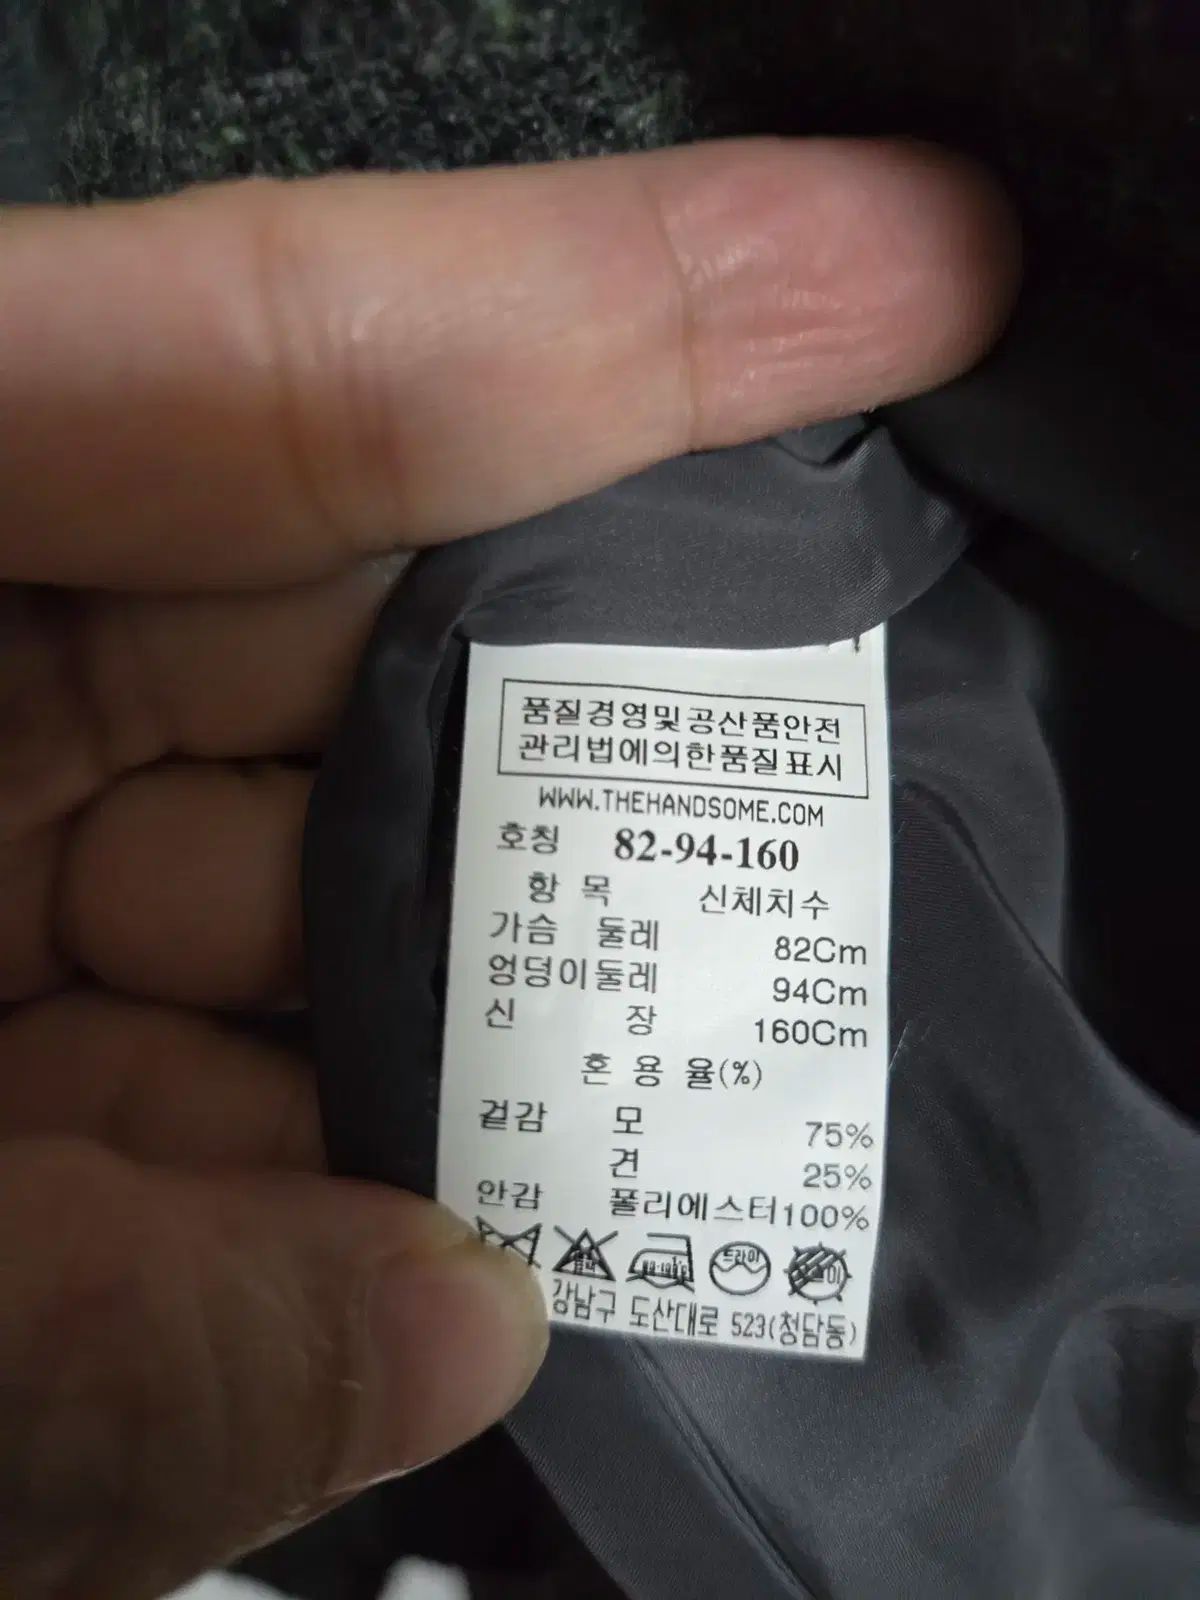 품질경영및공산품안전
관리법에의한품질표시
WWW.THEHANDSOME.COM
호칭 82-94-160
항 목 신체치수
가슴 둘레 82Cm
엉덩이둘레 94Cm
신 장 160Cm
혼 용 율(%)
겉감 모 75%
견 25%
안감 폴리에스터100%
드라이
강남구 도산대로 523(청담동)